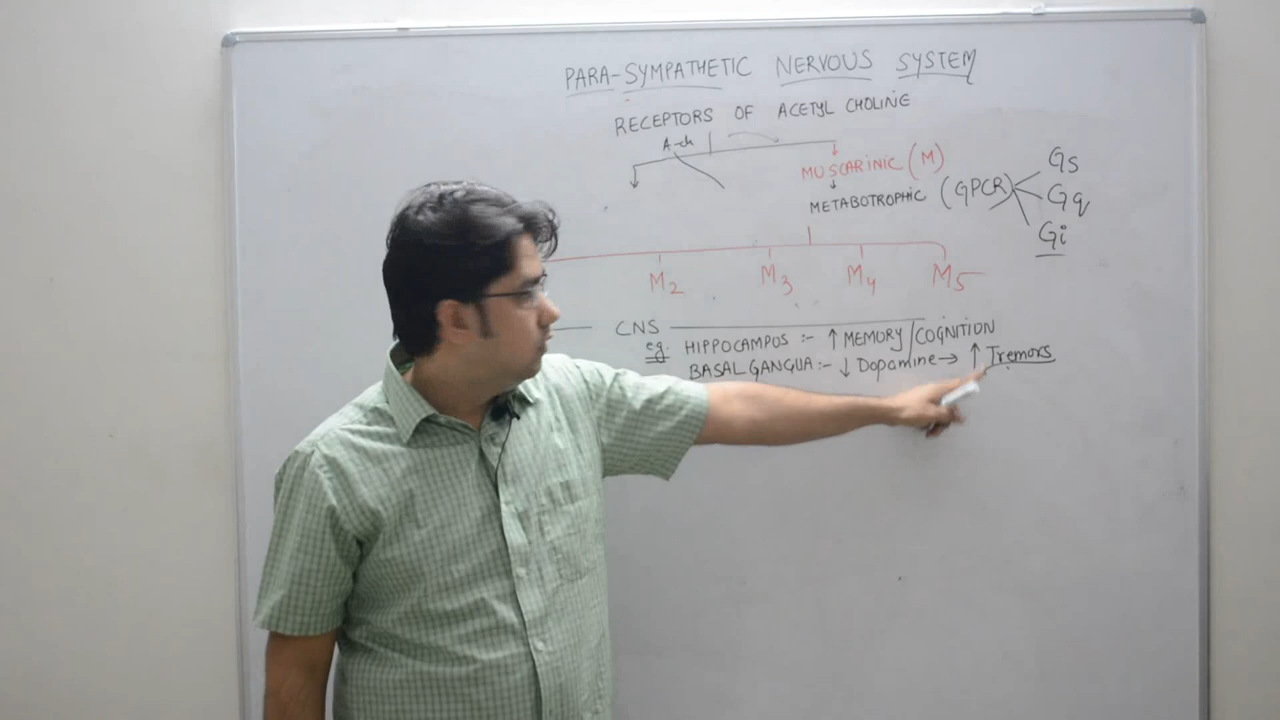 PARA-SYMPATHETIC NERVOUS SYSTEM
RECEPTORS OF ACETYL CHOLINE
A-ch
MUSCARINIC (M)
METABOTROPHIC (GPCR)
Gs
Gq
Gi
M2 M3 M4 M5
CNS
eg. HIPPOCAMPUS :- ↑ MEMORY/COGNITION
BASAL GANGLIA :- ↓ Dopamine → ↑ Tremors